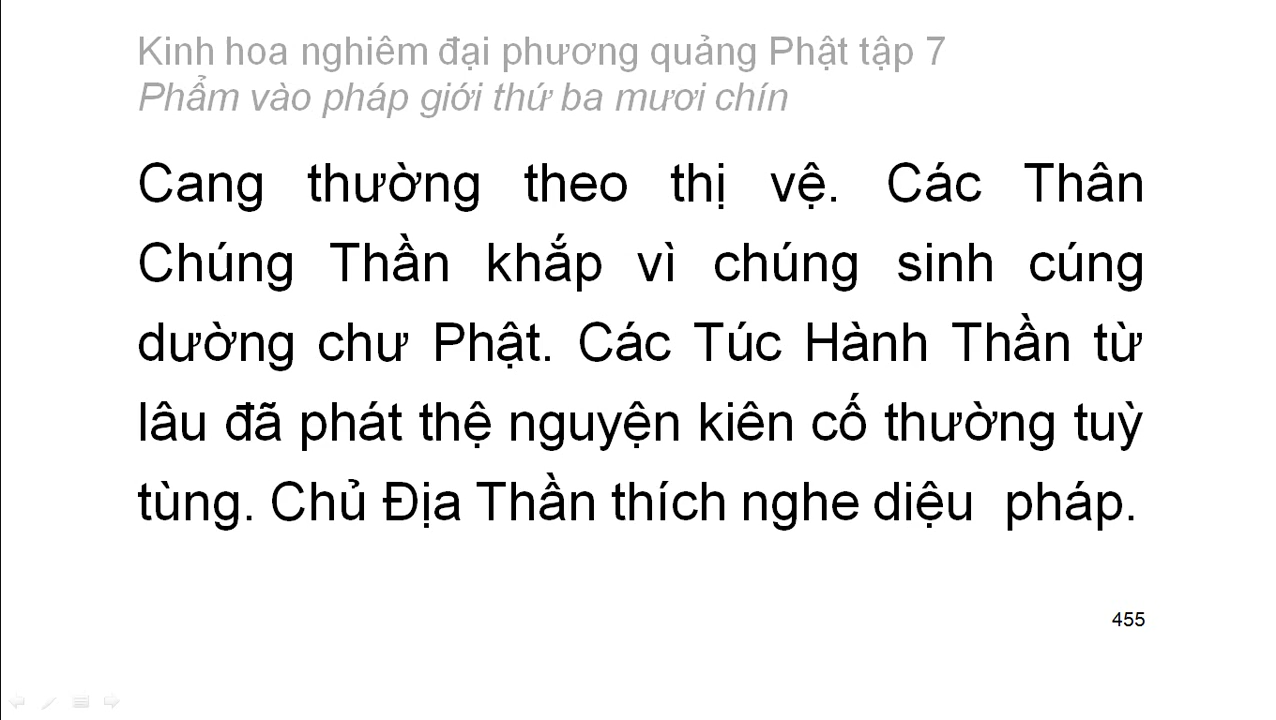 Kinh hoa nghiêm đại phương quảng Phật tập 7
Phẩm vào pháp giới thứ ba mươi chín
Cang thường theo thị vệ. Các Thân
Chúng Thần khắp vì chúng sinh cúng
dường chư Phật. Các Túc Hành Thần từ
lâu đã phát thệ nguyện kiên cố thường tuỳ
tùng. Chủ Địa Thần thích nghe diệu pháp.
455